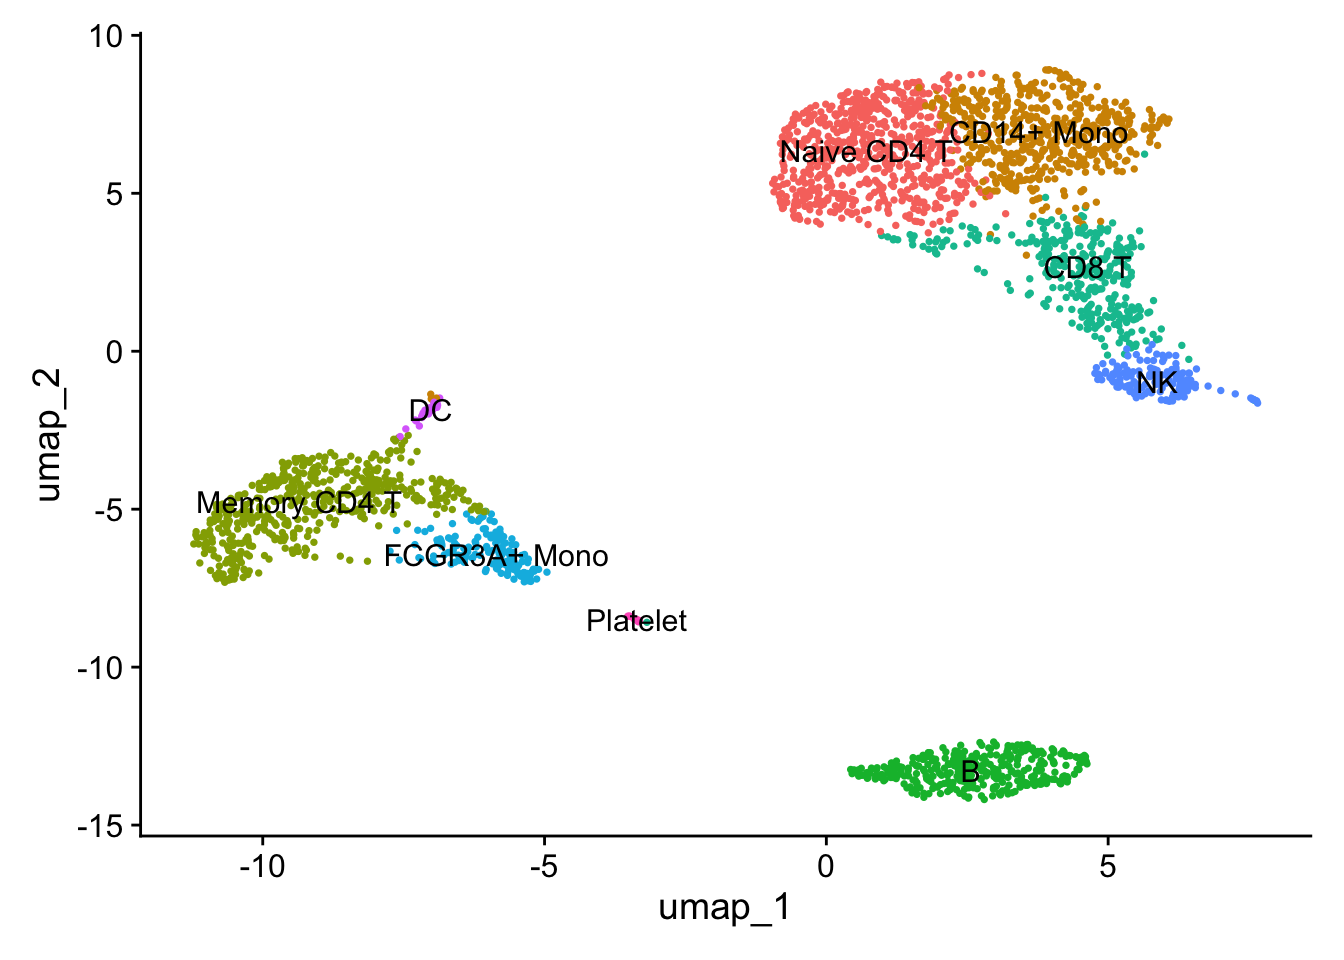 10
5
0
-5
-10
-15
umap_2
Naive CD4 T
CD14+ Mono
CD8 T
NK
DC
Memory CD4 T
FCGR3A+ Mono
Platelet
B
-10
-5
0
5
umap_1